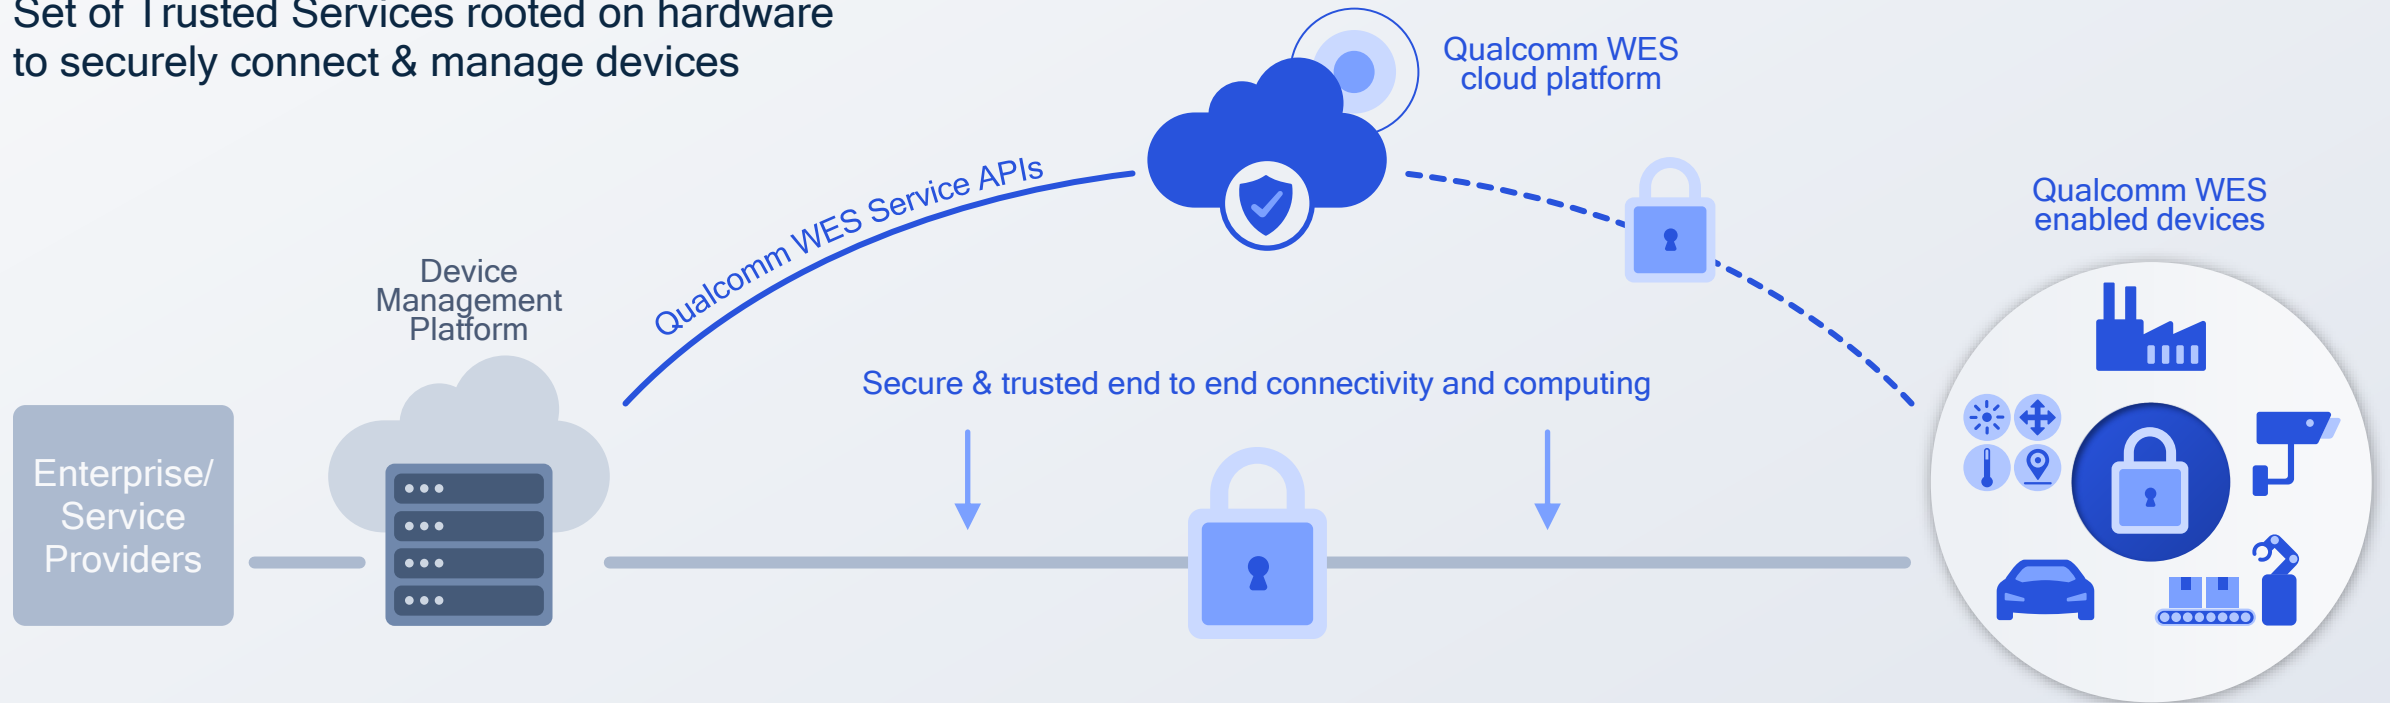 Set of Trusted Services rooted on hardware
to securely connect & manage devices
Qualcomm WES
cloud platform
Qualcomm WES Service APIs
Qualcomm WES
enabled devices
Device
Management
Platform
Secure & trusted end to end connectivity and computing
Enterprise/
Service
Providers